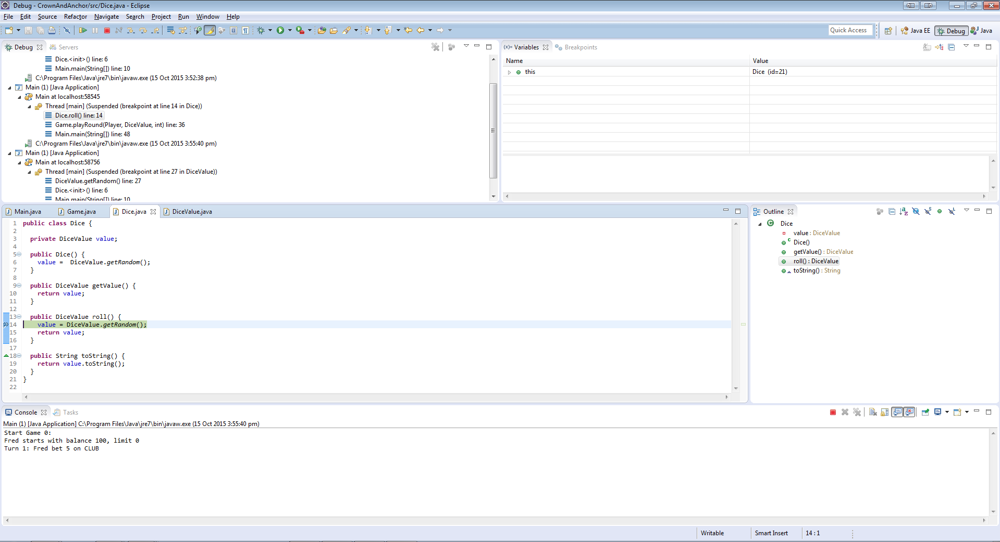 Debug - CrownAndAnchor/src/Dice.java - Eclipse
File Edit Source Refactor Navigate Search Project Run Window Help
Quick Access Java EE Debug Java
Debug Servers
Dice.<init>() line: 6
Main.main(String[]) line: 10
C:\Program Files\Java\jre7\bin\javaw.exe (15 Oct 2015 3:52:38 pm)
Main (1) [Java Application]
Main at localhost:58545
Thread [main] (Suspended (breakpoint at line 14 in Dice))
Dice.roll() line: 14
Game.playRound(Player, DiceValue, int) line: 36
Main.main(String[]) line: 48
C:\Program Files\Java\jre7\bin\javaw.exe (15 Oct 2015 3:55:40 pm)
Main (1) [Java Application]
Main at localhost:58756
Thread [main] (Suspended (breakpoint at line 27 in DiceValue))
DiceValue.getRandom() line: 27
Dice.<init>() line: 6
Main.main(String[]) line: 10
(x)= Variables Breakpoints
Name Value
this Dice (id=21)
Main.java Game.java Dice.java DiceValue.java
1 public class Dice {
2
3 private DiceValue value;
4
5 public Dice() {
6 value =  DiceValue.getRandom();
7 }
8
9 public DiceValue getValue() {
10 return value;
11 }
12
13 public DiceValue roll() {
14 value = DiceValue.getRandom();
15 return value;
16 }
17
18 public String toString() {
19 return value.toString();
20 }
21 }
22
Outline
Dice
value : DiceValue
Dice()
getValue() : DiceValue
roll() : DiceValue
toString() : String
Console Tasks
Main (1) [Java Application] C:\Program Files\Java\jre7\bin\javaw.exe (15 Oct 2015 3:55:40 pm)
Start Game 0:
Fred starts with balance 100, limit 0
Turn 1: Fred bet 5 on CLUB
Writable Smart Insert 14 : 1